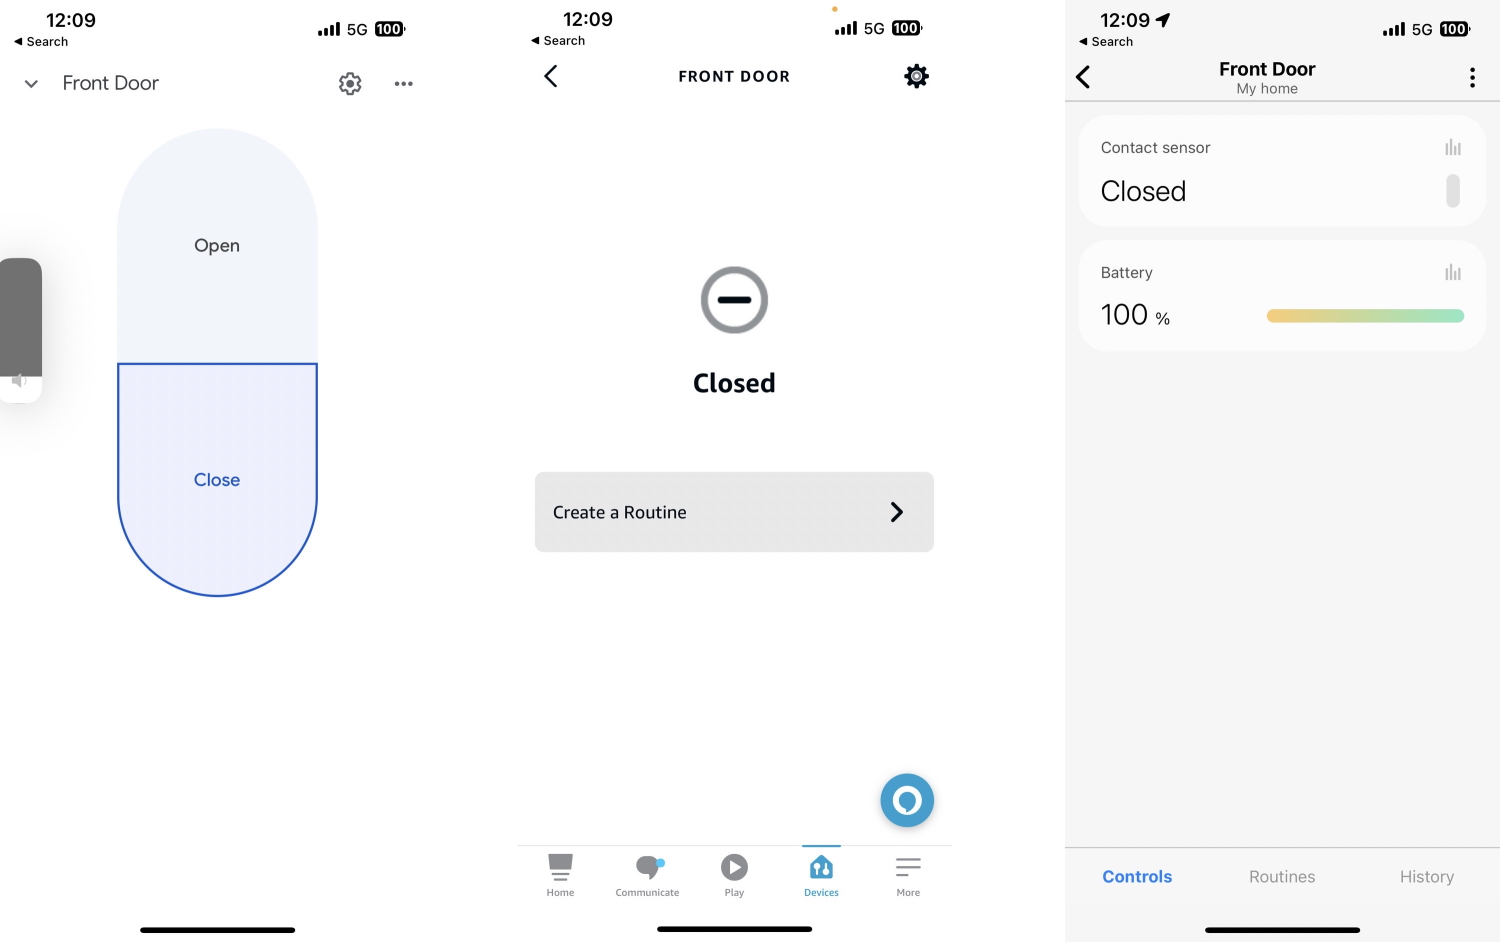 12:09
5G 100
◀ Search
Front Door
Open
Close
12:09
5G 100
◀ Search
FRONT DOOR
Closed
Create a Routine
Home
Communicate
Play
Devices
More
12:09
5G 100
◀ Search
Front Door
My home
Contact sensor
Closed
Battery
100 %
Controls
Routines
History